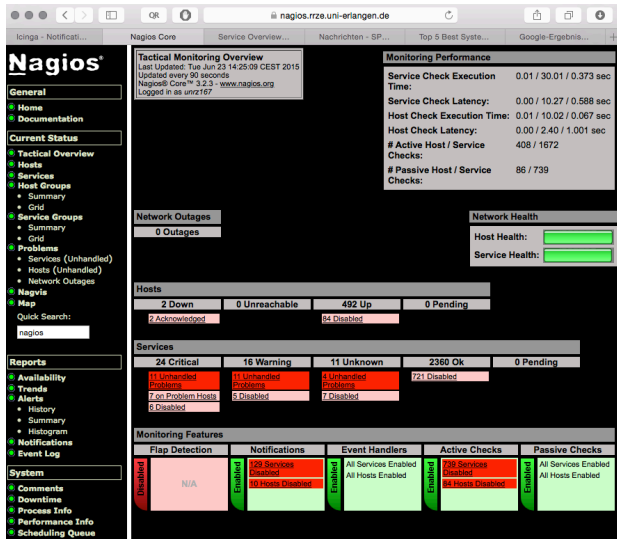 QR
nagios.rrze.uni-erlangen.de
Icinga - Notificati...
Nagios Core
Service Overview...
Nachrichten - SP...
Top 5 Best Syste...
Google-Ergebnis...
Nagios®
General
Home
Documentation
Current Status
Tactical Overview
Hosts
Services
Host Groups
Summary
Grid
Service Groups
Summary
Grid
Problems
Services (Unhandled)
Hosts (Unhandled)
Network Outages
Nagvis
Map
Quick Search:
nagios
Reports
Availability
Trends
Alerts
History
Summary
Histogram
Notifications
Event Log
System
Comments
Downtime
Process Info
Performance Info
Scheduling Queue
Tactical Monitoring Overview
Last Updated: Tue Jun 23 14:25:09 CEST 2015
Updated every 90 seconds
Nagios® Core™ 3.2.3 - www.nagios.org
Logged in as unrz167
Monitoring Performance
Service Check Execution Time: 0.01 / 30.01 / 0.373 sec
Service Check Latency: 0.00 / 10.27 / 0.588 sec
Host Check Execution Time: 0.01 / 10.02 / 0.067 sec
Host Check Latency: 0.00 / 2.40 / 1.001 sec
# Active Host / Service Checks: 408 / 1672
# Passive Host / Service Checks: 86 / 739
Network Outages
0 Outages
Network Health
Host Health:
Service Health:
Hosts
2 Down 0 Unreachable 492 Up 0 Pending
2 Acknowledged 84 Disabled
Services
24 Critical 16 Warning 11 Unknown 2360 Ok 0 Pending
11 Unhandled Problems 11 Unhandled Problems 4 Unhandled Problems 721 Disabled
7 on Problem Hosts 5 Disabled 7 Disabled
6 Disabled
Monitoring Features
Flap Detection Notifications Event Handlers Active Checks Passive Checks
Disabled N/A
Enabled 129 Services Disabled
10 Hosts Disabled
Enabled All Services Enabled
All Hosts Enabled
Enabled 739 Services Disabled
84 Hosts Disabled
Enabled All Services Enabled
All Hosts Enabled